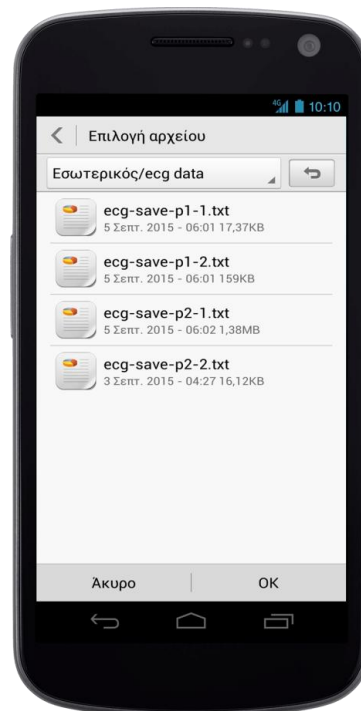 4G 10:10
Επιλογή αρχείου
Εσωτερικός/ecg data
ecg-save-p1-1.txt
5 Σεπτ. 2015 - 06:01 17,37KB
ecg-save-p1-2.txt
5 Σεπτ. 2015 - 06:01 159KB
ecg-save-p2-1.txt
5 Σεπτ. 2015 - 06:02 1,38MB
ecg-save-p2-2.txt
3 Σεπτ. 2015 - 04:27 16,12KB
Άκυρο OK